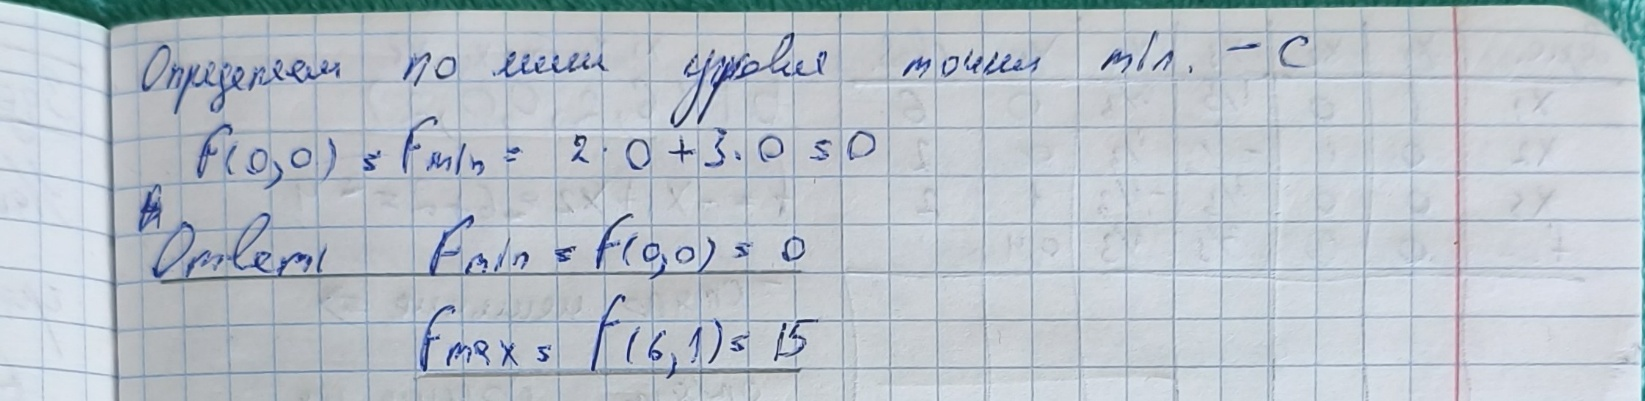 Определяем по линии уровня точки min. - C
F(0,0) = Fmin = 2·0+3·0=0
Ответ: Fmin = F(0,0) = 0
Fmax = F(6,1) = 15